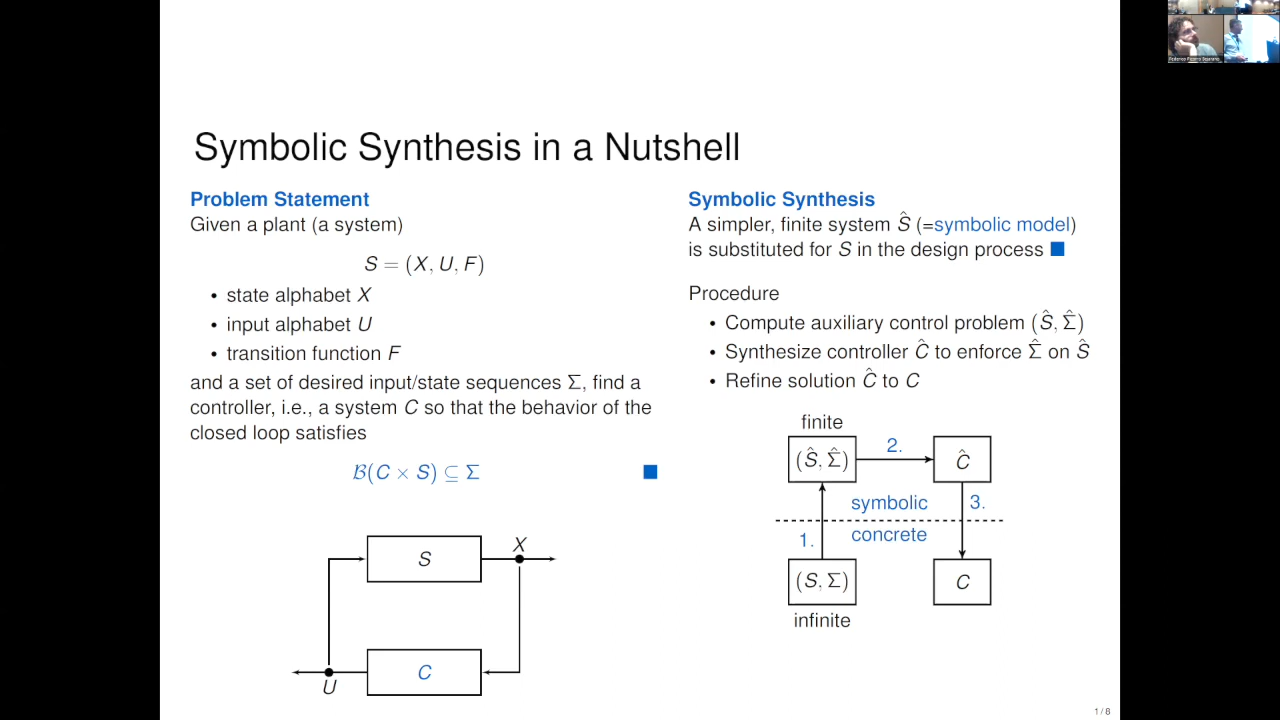 Symbolic Synthesis in a Nutshell
Problem Statement
Given a plant (a system)
S = (X, U, F)
• state alphabet X
• input alphabet U
• transition function F
and a set of desired input/state sequences Σ, find a
controller, i.e., a system C so that the behavior of the
closed loop satisfies
ℬ(C × S) ⊆ Σ
S
X
C
U
Symbolic Synthesis
A simpler, finite system Ŝ (=symbolic model)
is substituted for S in the design process
Procedure
• Compute auxiliary control problem (Ŝ, Σ̂)
• Synthesize controller Ĉ to enforce Σ̂ on Ŝ
• Refine solution Ĉ to C
finite
(Ŝ, Σ̂)
2.
Ĉ
symbolic
3.
1.
concrete
(S, Σ)
C
infinite
1 / 8